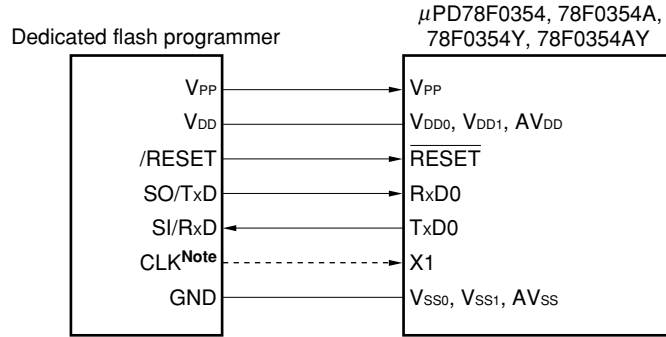 μPD78F0354, 78F0354A,
78F0354Y, 78F0354AY
Dedicated flash programmer
VPP VPP
VDD VDD0, VDD1, AVDD
/RESET RESET
SO/TxD RxD0
SI/RxD TxD0
CLKNote X1
GND VSS0, VSS1, AVSS